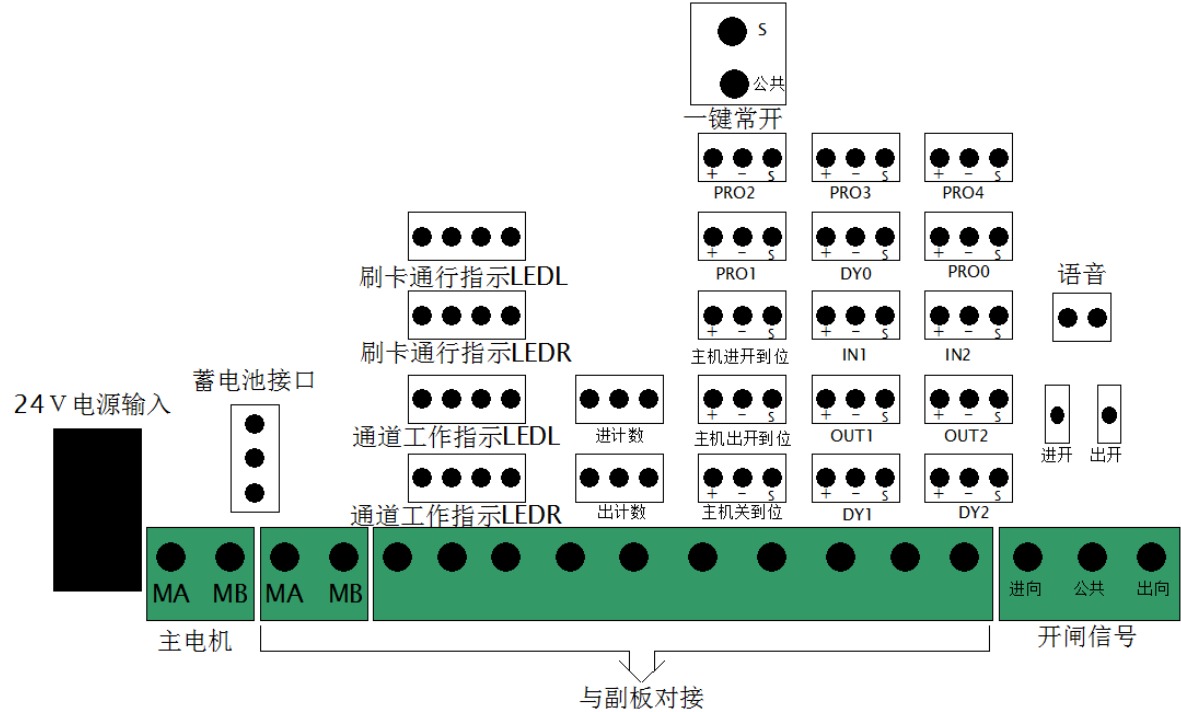 S
公共
一键常开
+ - S
+ - S
+ - S
PRO2
PRO3
PRO4
+ - S
+ - S
+ - S
PRO1
DY0
PRO0
刷卡通行指示LEDL
语音
+ - S
+ - S
+ - S
刷卡通行指示LEDR
主机进开到位
IN1
IN2
蓄电池接口
24V电源输入
+ - S
+ - S
+ - S
通道工作指示LEDL
进计数
主机出开到位
OUT1
OUT2
进开
出开
+ - S
+ - S
+ - S
通道工作指示LEDR
出计数
主机关到位
DY1
DY2
MA MB
MA MB
进向 公共 出向
主电机
开闸信号
与副板对接